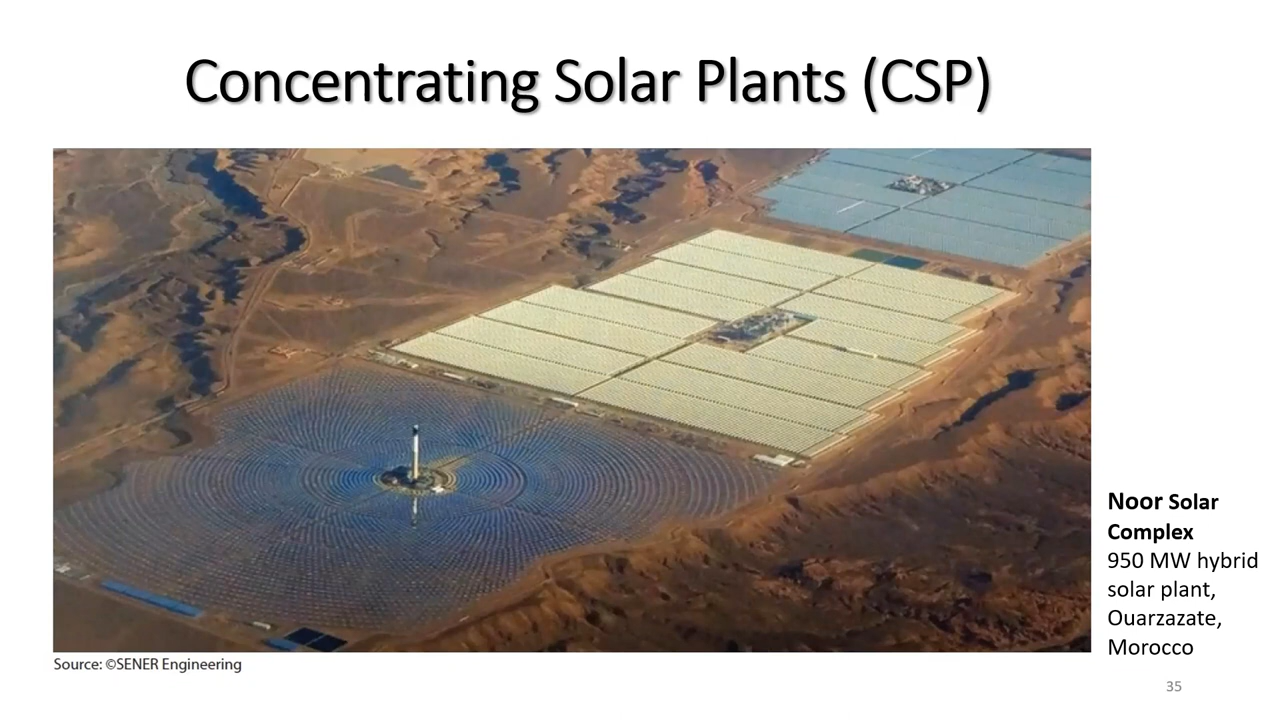 Concentrating Solar Plants (CSP)
Noor Solar
Complex
950 MW hybrid
solar plant,
Ouarzazate,
Morocco
Source: ©SENER Engineering
35